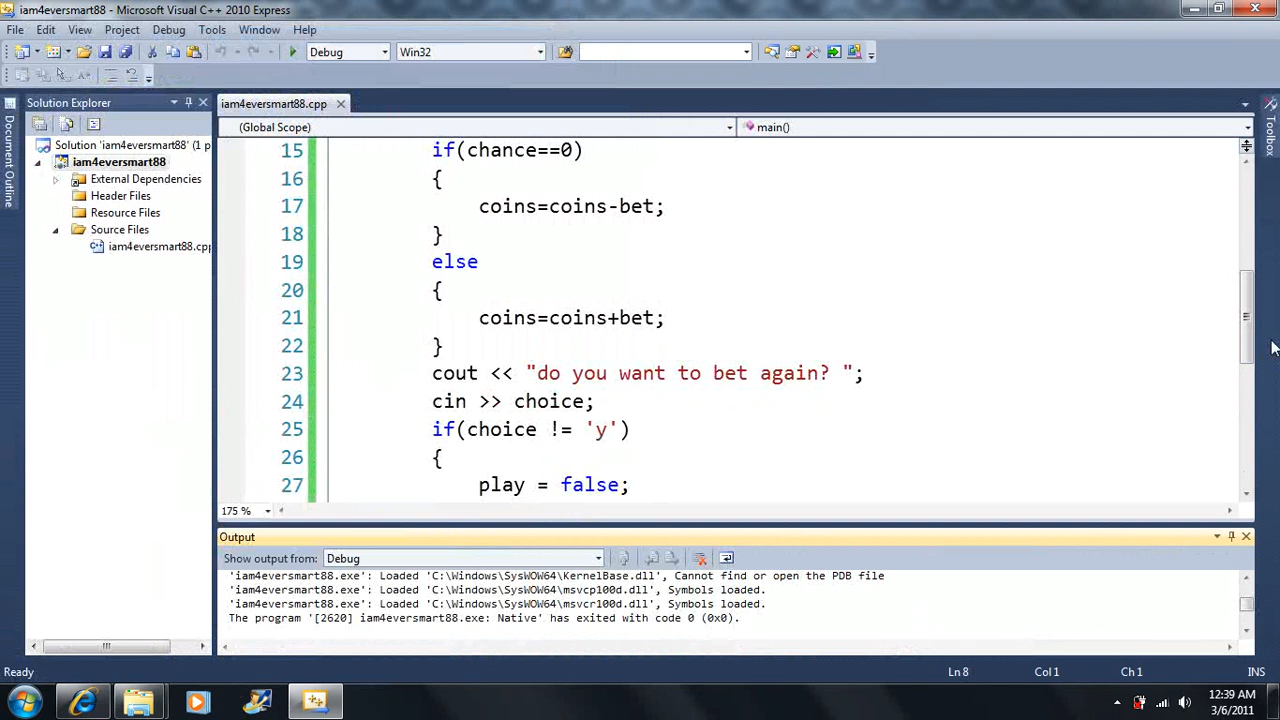 iam4eversmart88 - Microsoft Visual C++ 2010 Express
File Edit View Project Debug Tools Window Help
Debug Win32
Solution Explorer
iam4eversmart88.cpp
Document Outline
Toolbox
(Global Scope) main()
Solution 'iam4eversmart88' (1 p
iam4eversmart88
External Dependencies
Header Files
Resource Files
Source Files
iam4eversmart88.cpp
15 if(chance==0)
16 {
17 coins=coins-bet;
18 }
19 else
20 {
21 coins=coins+bet;
22 }
23 cout << "do you want to bet again? ";
24 cin >> choice;
25 if(choice != 'y')
26 {
27 play = false;
175 %
Output
Show output from: Debug
'iam4eversmart88.exe': Loaded 'C:\Windows\SysWOW64\KernelBase.dll', Cannot find or open the PDB file
'iam4eversmart88.exe': Loaded 'C:\Windows\SysWOW64\msvcp100d.dll', Symbols loaded.
'iam4eversmart88.exe': Loaded 'C:\Windows\SysWOW64\msvcr100d.dll', Symbols loaded.
The program '[2620] iam4eversmart88.exe: Native' has exited with code 0 (0x0).
Ready Ln 8 Col 1 Ch 1 INS
12:39 AM
3/6/2011